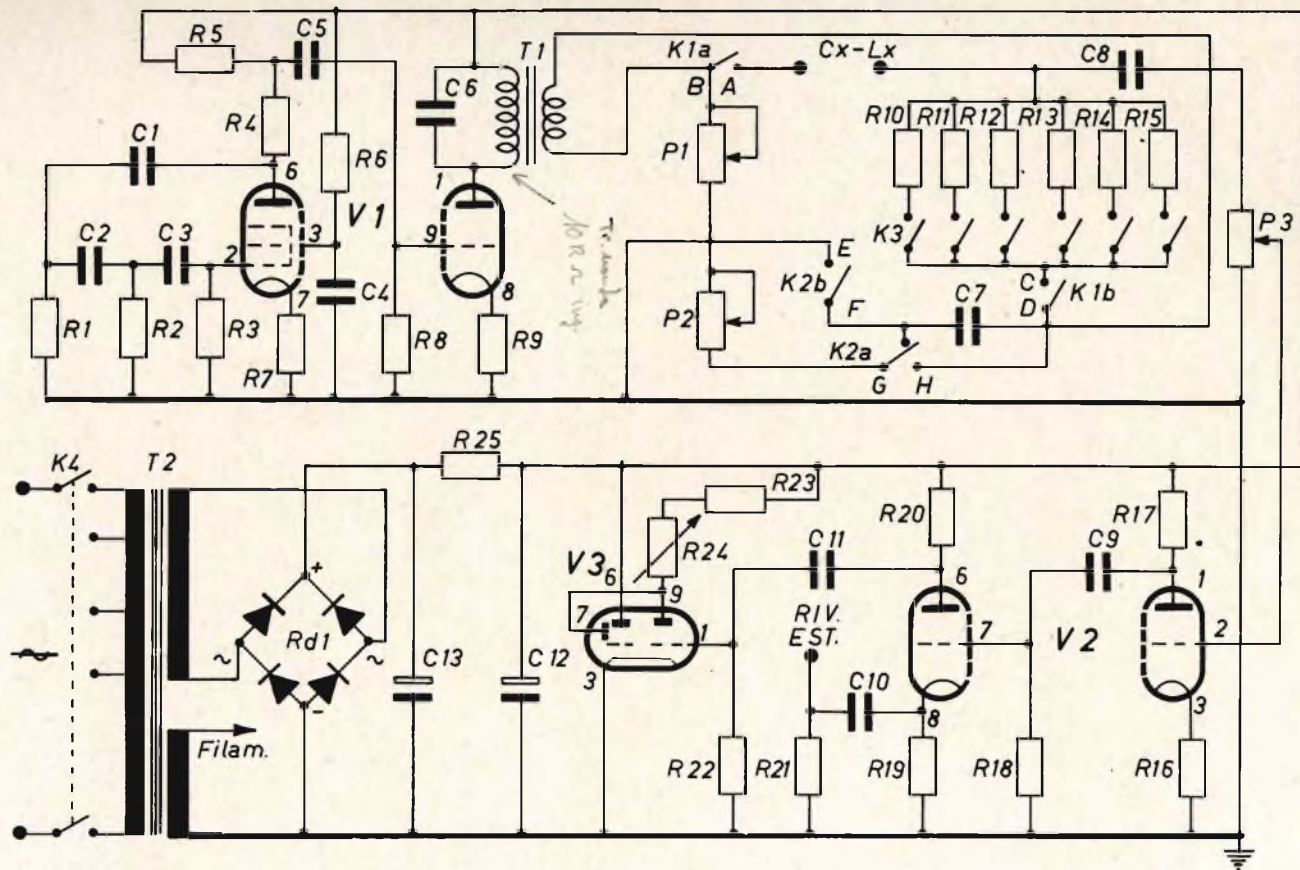 R5
C5
T1
K1a
Cx-Lx
C8
B A
C6
R4
R10 R11 R12 R13 R14 R15
C1
R6
P1
6
1
V1
P3
C2
C3
2
3
9
K3
E
K2b
C
K1b
7
C4
8
P2
F
C7
D
R1
R2
R3
R8
R9
K2a
R7
G H
R25
K4
T2
R23
R20
R17
R24
C11
C9
+
V3
6
9
6
1
7
RIV.
EST.
1
7
V2
2
Rd1
~ ~
C13
C12
3
C10
3
-
8
Filam.
R22
R21
R19
R18
R16